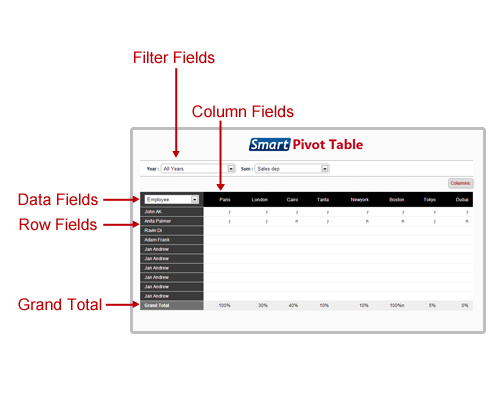 Filter Fields
Column Fields
Smart Pivot Table
Year : All Years Sum : Sales dep
Columns
Data Fields
Employee Paris London Cairo Tanta Newyork Boston Tokyo Dubai
John AK y y y y y y y y
Row Fields
Anita Palmer y y n n y n y n
Ravin Di
Adam Frank
Jan Andrew
Jan Andrew
Jan Andrew
Jan Andrew
Jan Andrew
Jan Andrew
Grand Total
Grand Total 100% 30% 40% 10% 10% 100%n 5% 0%